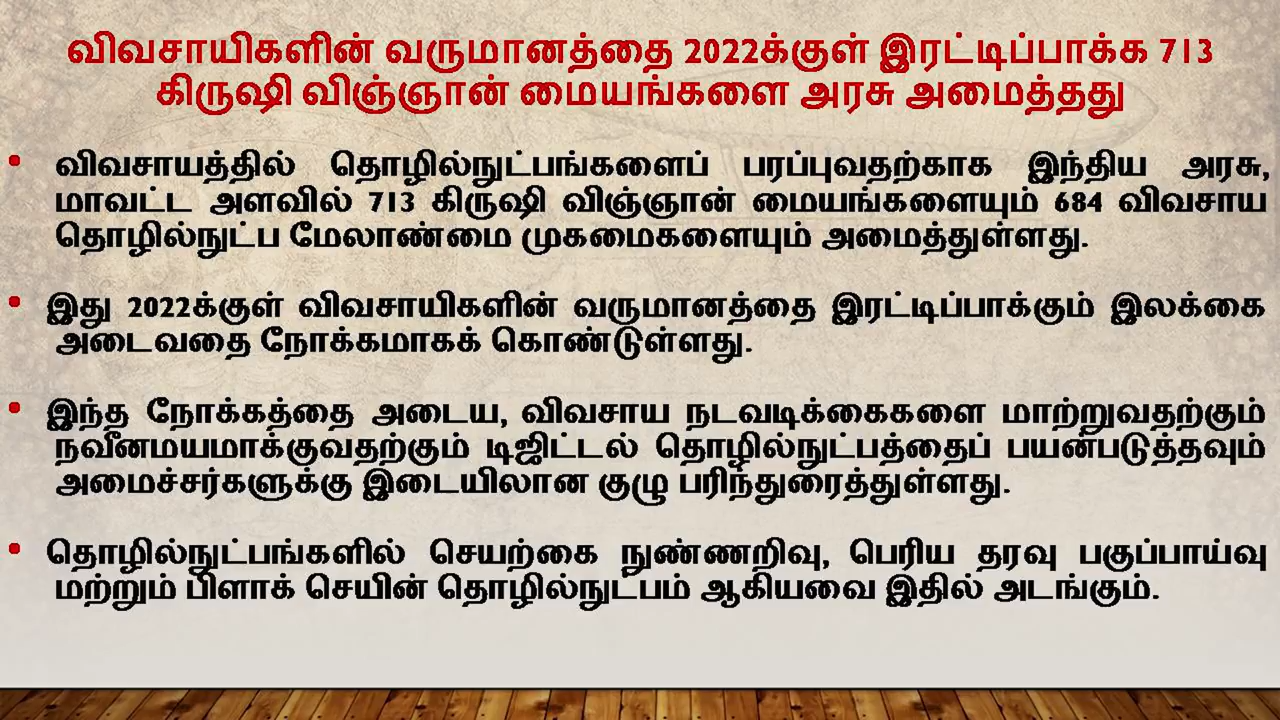 விவசாயிகளின் வருமானத்தை 2022க்குள் இரட்டிப்பாக்க 713
கிருஷி விஞ்ஞான் மையங்களை அரசு அமைத்தது
• விவசாயத்தில் தொழில்நுட்பங்களைப் பரப்புவதற்காக இந்திய அரசு,
மாவட்ட அளவில் 713 கிருஷி விஞ்ஞான் மையங்களையும் 684 விவசாய
தொழில்நுட்ப மேலாண்மை முகமைகளையும் அமைத்துள்ளது.
• இது 2022க்குள் விவசாயிகளின் வருமானத்தை இரட்டிப்பாக்கும் இலக்கை
அடைவதை நோக்கமாகக் கொண்டுள்ளது.
• இந்த நோக்கத்தை அடைய, விவசாய நடவடிக்கைகளை மாற்றுவதற்கும்
நவீனமயமாக்குவதற்கும் டிஜிட்டல் தொழில்நுட்பத்தைப் பயன்படுத்தவும்
அமைச்சர்களுக்கு இடையிலான குழு பரிந்துரைத்துள்ளது.
• தொழில்நுட்பங்களில் செயற்கை நுண்ணறிவு, பெரிய தரவு பகுப்பாய்வு
மற்றும் பிளாக் செயின் தொழில்நுட்பம் ஆகியவை இதில் அடங்கும்.